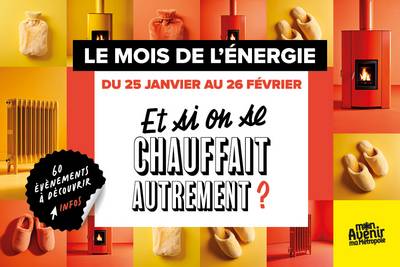 LE MOIS DE L'ÉNERGIE
DU 25 JANVIER AU 26 FÉVRIER
Et si on se
CHAUFFAIT
AUTREMENT ?
60
ÉVÈNEMENTS
À DÉCOUVRIR
INFOS
Mon
Avenir
ma Métropole